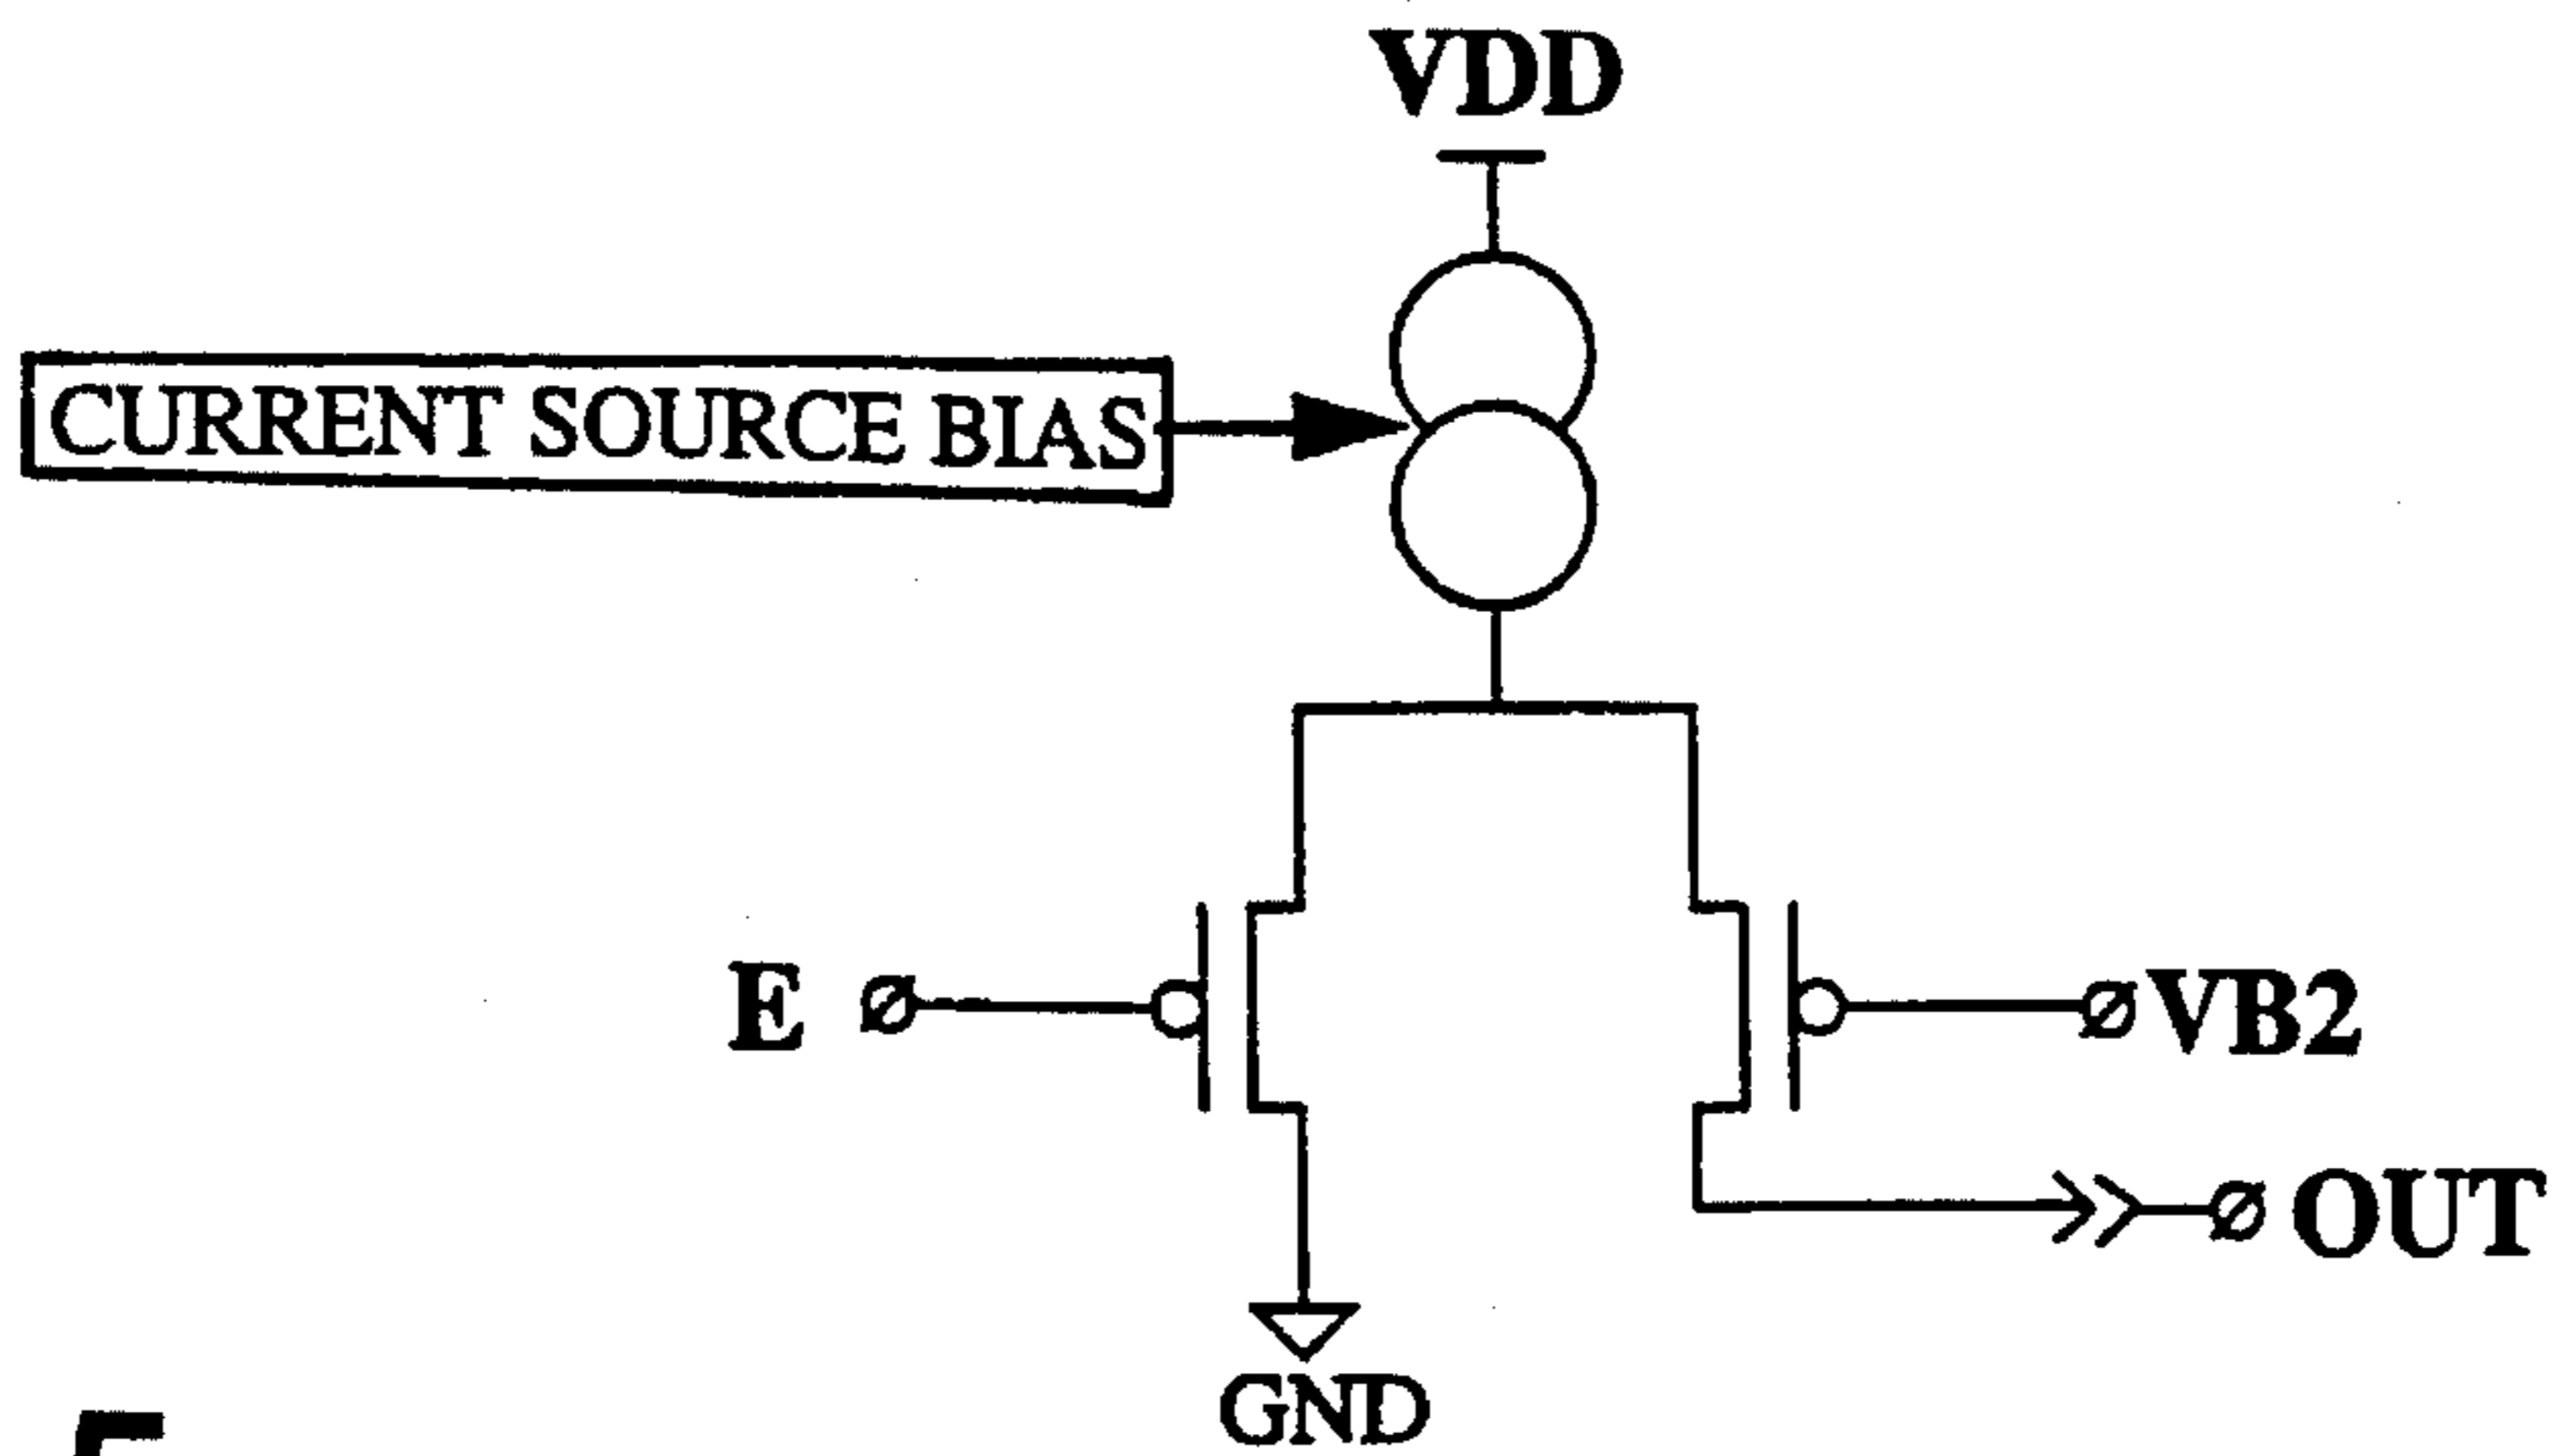 VDD
CURRENT SOURCE BIAS
E
VB2
OUT
GND